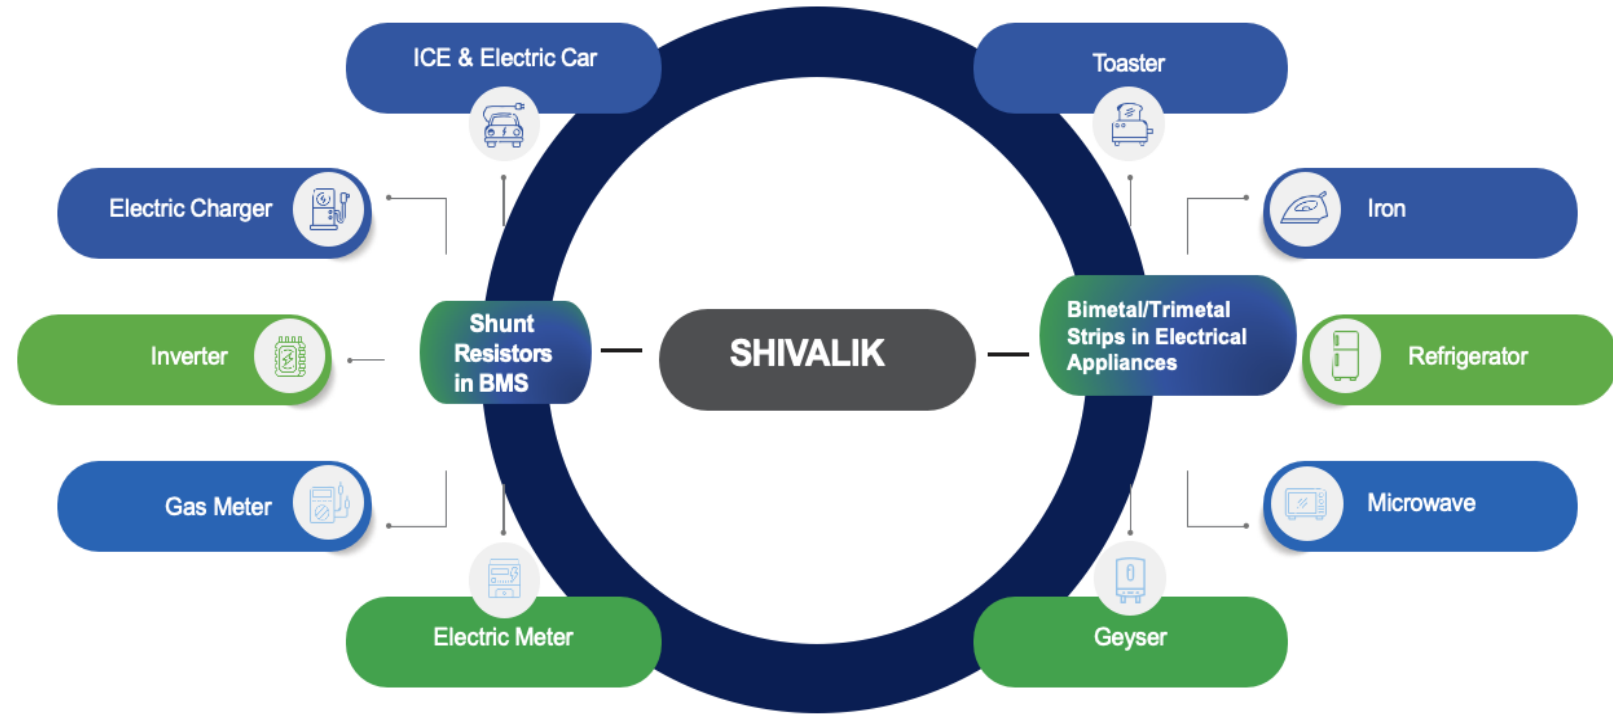 ICE & Electric Car
Toaster
Electric Charger
Iron
Shunt
Resistors
in BMS
SHIVALIK
Bimetal/Trimetal
Strips in Electrical
Appliances
Inverter
Refrigerator
Gas Meter
Microwave
Electric Meter
Geyser